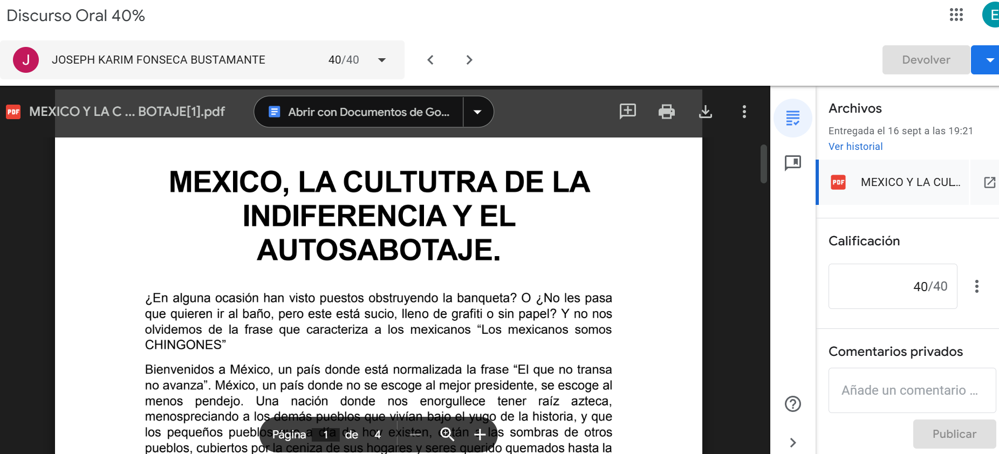 Discurso Oral 40%
E
J JOSEPH KARIM FONSECA BUSTAMANTE 40/40
Devolver
PDF MEXICO Y LA C ... BOTAJE[1].pdf
Abrir con Documentos de Go...
MEXICO, LA CULTUTRA DE LA
INDIFERENCIA Y EL
AUTOSABOTAJE.
¿En alguna ocasión han visto puestos obstruyendo la banqueta? O ¿No les pasa
que quieren ir al baño, pero este está sucio, lleno de grafiti o sin papel? Y no nos
olvidemos de la frase que caracteriza a los mexicanos “Los mexicanos somos
CHINGONES”
Bienvenidos a México, un país donde está normalizada la frase “El que no transa
no avanza”. México, un país donde no se escoge al mejor presidente, se escoge al
menos pendejo. Una nación donde nos enorgullece tener raíz azteca,
menospreciando a los demás pueblos que vivían bajo el yugo de la historia, y que
los pequeños pueblos que a día de hoy existen, están a las sombras de otros
pueblos, cubiertos por la ceniza de sus hogares y seres querido quemados hasta la
Página 1 de 4
Archivos
Entregada el 16 sept a las 19:21
Ver historial
PDF MEXICO Y LA CUL...
Calificación
40/40
Comentarios privados
Añade un comentario ...
Publicar